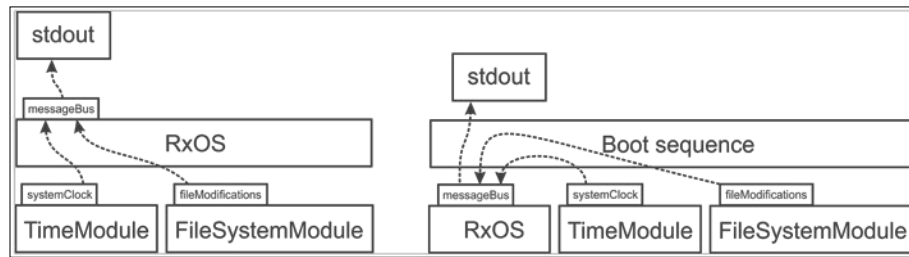 stdout
messageBus
RxOS
systemClock
fileModifications
TimeModule
FileSystemModule
stdout
Boot sequence
messageBus
systemClock
fileModifications
RxOS
TimeModule
FileSystemModule